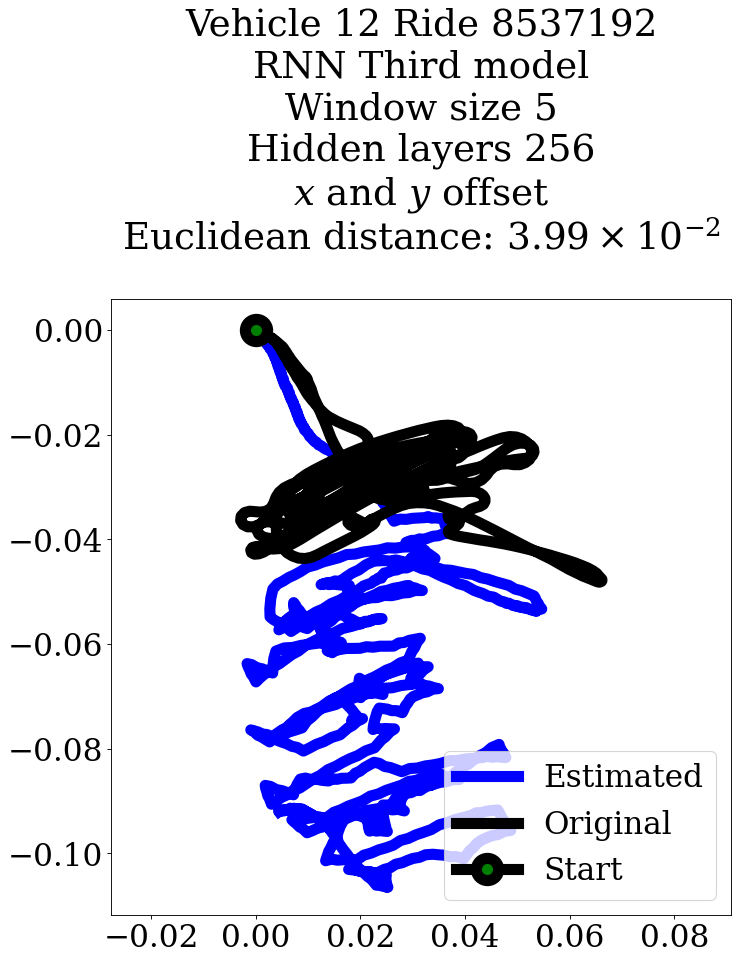 Vehicle 12 Ride 8537192
RNN Third model
Window size 5
Hidden layers 256
x and y offset
Euclidean distance: 3.99 × 10⁻²
0.00
−0.02
−0.04
−0.06
−0.08
−0.10
Estimated
Original
Start
−0.02 0.00 0.02 0.04 0.06 0.08